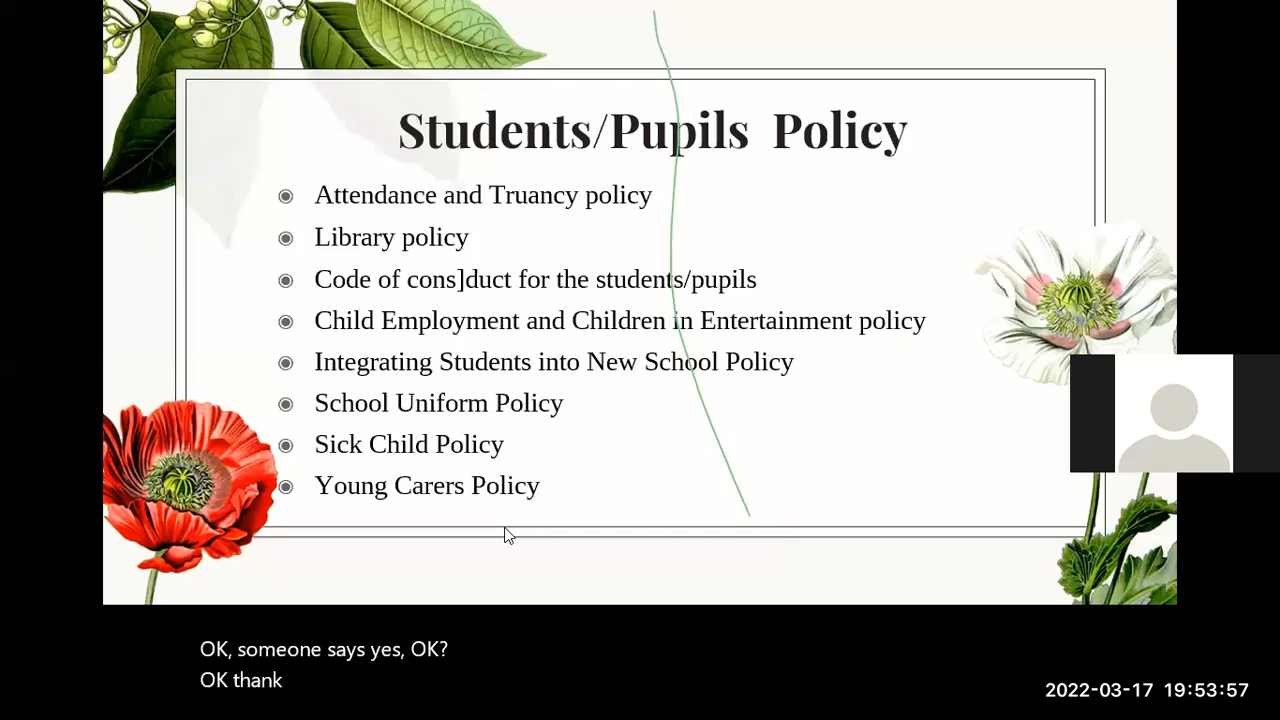 Students/Pupils Policy
Attendance and Truancy policy
Library policy
Code of cons]duct for the students/pupils
Child Employment and Children in Entertainment policy
Integrating Students into New School Policy
School Uniform Policy
Sick Child Policy
Young Carers Policy
OK, someone says yes, OK?
OK thank
2022-03-17 19:53:57